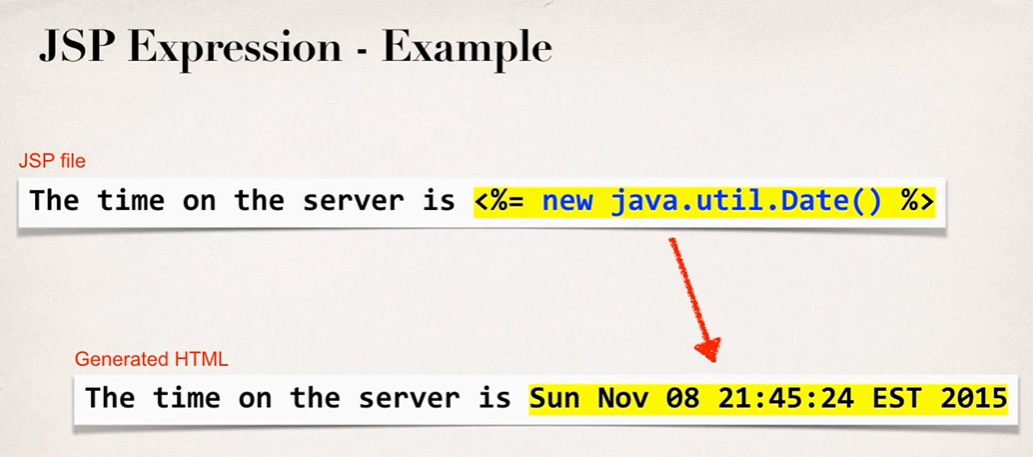 JSP Expression - Example
JSP file
The time on the server is <%= new java.util.Date() %>
Generated HTML
The time on the server is Sun Nov 08 21:45:24 EST 2015